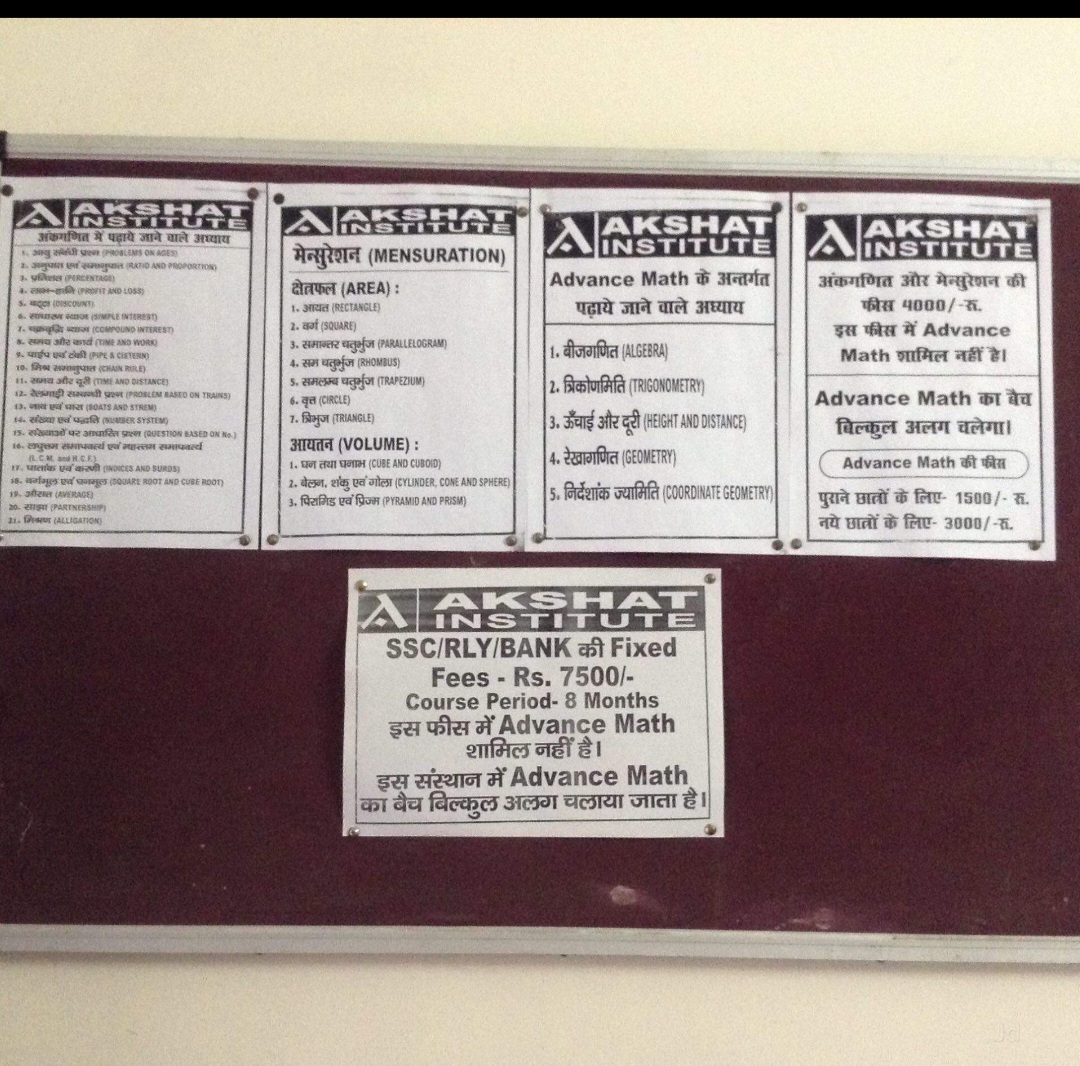 AKSHAT
INSTITUTE
अंकगणित में पढ़ाये जाने वाले अध्याय
1. आयु संबंधी प्रश्न (PROBLEMS ON AGES)
2. अनुपात एवं समानुपात (RATIO AND PROPORTION)
3. प्रतिशत (PERCENTAGE)
4. लाभ-हानि (PROFIT AND LOSS)
5. बट्टा (DISCOUNT)
6. साधारण ब्याज (SIMPLE INTEREST)
7. चक्रवृद्धि ब्याज (COMPOUND INTEREST)
8. समय और कार्य (TIME AND WORK)
9. पाईप एवं टंकी (PIPE & CISTERN)
10. मिश्र समानुपात (CHAIN RULE)
11. समय और दूरी (TIME AND DISTANCE)
12. रेलगाड़ी सम्बन्धी प्रश्न (PROBLEM BASED ON TRAINS)
13. नाव एवं धारा (BOATS AND STREM)
14. संख्या एवं पद्धति (NUMBER SYSTEM)
15. संख्याओं पर आधारित प्रश्न (QUESTION BASED ON No.)
16. लघुत्तम समापवर्त्य एवं महत्तम समापवर्त्य
(L.C.M. and H.C.F.)
17. घातांक एवं करणी (INDICES AND BURDS)
18. वर्गमूल एवं घनमूल (SQUARE ROOT AND CUBE ROOT)
19. औसत (AVERAGE)
20. साझा (PARTNERSHIP)
21. मिश्रण (ALLIGATION)
AKSHAT
INSTITUTE
मेन्सुरेशन (MENSURATION)
क्षेत्रफल (AREA) :
1. आयत (RECTANGLE)
2. वर्ग (SQUARE)
3. समान्तर चतुर्भुज (PARALLELOGRAM)
4. सम चतुर्भुज (RHOMBUS)
5. समलम्ब चतुर्भुज (TRAPEZIUM)
6. वृत्त (CIRCLE)
7. त्रिभुज (TRIANGLE)
आयतन (VOLUME) :
1. घन तथा घनाभ (CUBE AND CUBOID)
2. बेलन, शंकु एवं गोला (CYLINDER, CONE AND SPHERE)
3. पिरामिड एवं प्रिज्म (PYRAMID AND PRISM)
AKSHAT
INSTITUTE
Advance Math के अन्तर्गत
पढ़ाये जाने वाले अध्याय
1. बीजगणित (ALGEBRA)
2. त्रिकोणमिति (TRIGONOMETRY)
3. ऊँचाई और दूरी (HEIGHT AND DISTANCE)
4. रेखागणित (GEOMETRY)
5. निर्देशांक ज्यामिति (COORDINATE GEOMETRY)
AKSHAT
INSTITUTE
अंकगणित और मेन्सुरेशन की
फीस 4000/-रु.
इस फीस में Advance
Math शामिल नहीं है।
Advance Math का बैच
बिल्कुल अलग चलेगा।
Advance Math की फीस
पुराने छात्रों के लिए- 1500/- रु.
नये छात्रों के लिए- 3000/-रु.
AKSHAT
INSTITUTE
SSC/RLY/BANK की Fixed
Fees - Rs. 7500/-
Course Period- 8 Months
इस फीस में Advance Math
शामिल नहीं है।
इस संस्थान में Advance Math
का बैच बिल्कुल अलग चलाया जाता है।